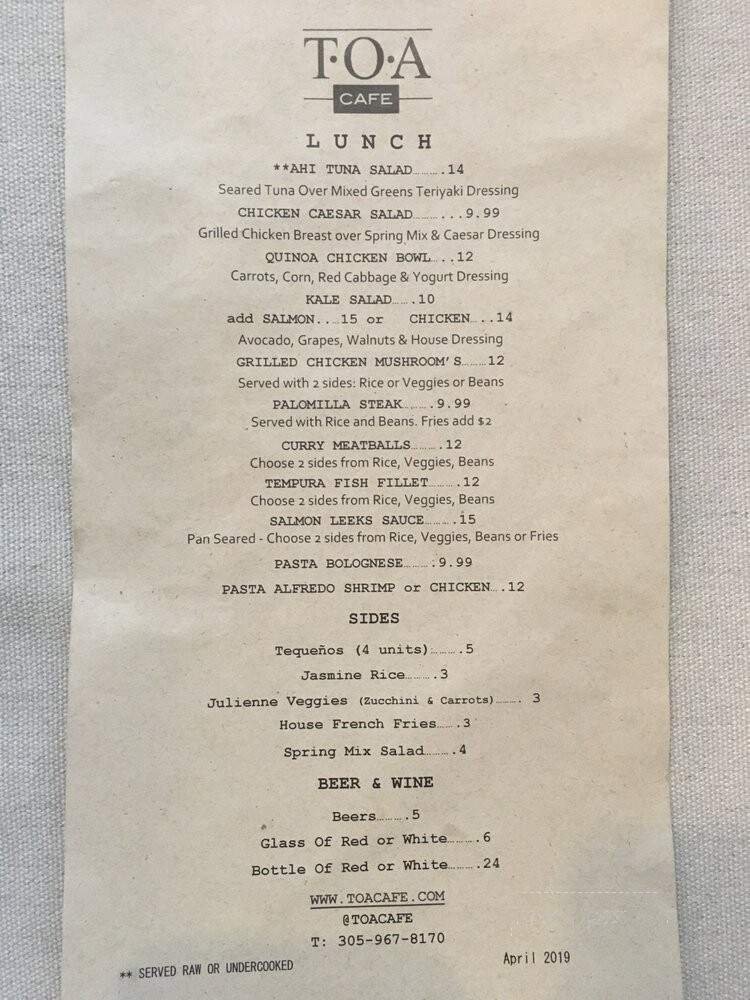 T·O·A
CAFE
LUNCH
**AHI TUNA SALAD……….14
Seared Tuna Over Mixed Greens Teriyaki Dressing
CHICKEN CAESAR SALAD………...9.99
Grilled Chicken Breast over Spring Mix & Caesar Dressing
QUINOA CHICKEN BOWL…..12
Carrots, Corn, Red Cabbage & Yogurt Dressing
KALE SALAD…….10
add SALMON..…15 or CHICKEN…..14
Avocado, Grapes, Walnuts & House Dressing
GRILLED CHICKEN MUSHROOM'S………12
Served with 2 sides: Rice or Veggies or Beans
PALOMILLA STEAK……….9.99
Served with Rice and Beans. Fries add $2
CURRY MEATBALLS……….12
Choose 2 sides from Rice, Veggies, Beans
TEMPURA FISH FILLET……….12
Choose 2 sides from Rice, Veggies, Beans
SALMON LEEKS SAUCE……….15
Pan Seared - Choose 2 sides from Rice, Veggies, Beans or Fries
PASTA BOLOGNESE……….9.99
PASTA ALFREDO SHRIMP or CHICKEN….12
SIDES
Tequeños (4 units)……….5
Jasmine Rice……….3
Julienne Veggies (Zucchini & Carrots)………. 3
House French Fries…….3
Spring Mix Salad……….4
BEER & WINE
Beers……….5
Glass Of Red or White……….6
Bottle Of Red or White……….24
WWW.TOACAFE.COM
@TOACAFE
T: 305-967-8170
** SERVED RAW OR UNDERCOOKED
April 2019